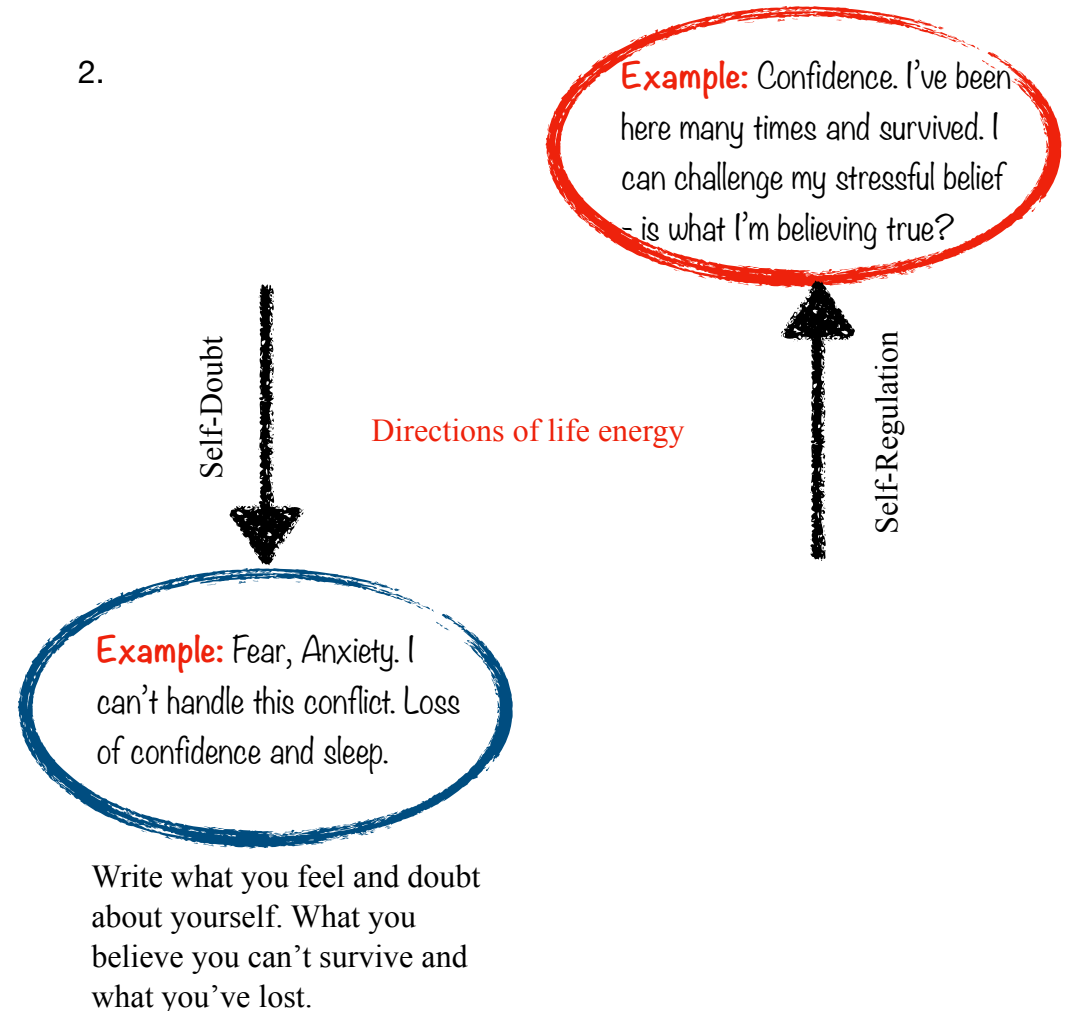 2.
Example: Confidence. I've been
here many times and survived. I
can challenge my stressful belief
- is what I'm believing true?
Self-Doubt
Directions of life energy
Self-Regulation
Example: Fear, Anxiety. I
can't handle this conflict. Loss
of confidence and sleep.
Write what you feel and doubt
about yourself. What you
believe you can't survive and
what you've lost.